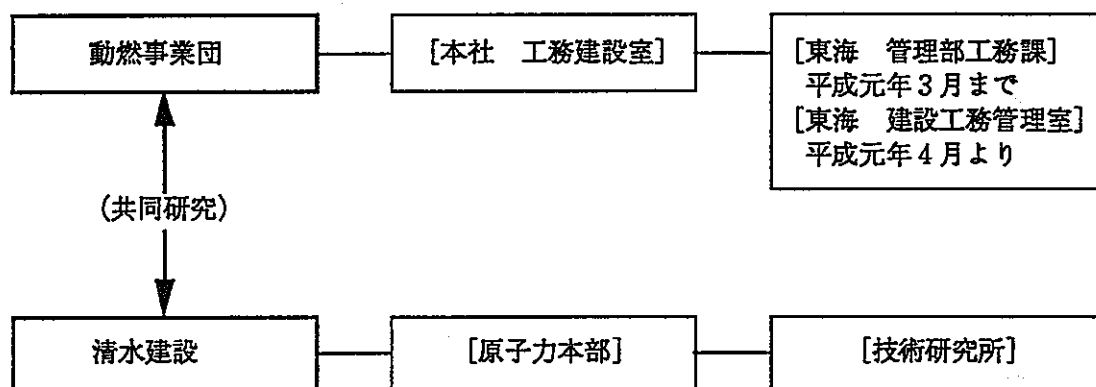 動燃事業団
[本社 工務建設室]
[東海 管理部工務課]
平成元年3月まで
[東海 建設工務管理室]
平成元年4月より
(共同研究)
清水建設
[原子力本部]
[技術研究所]